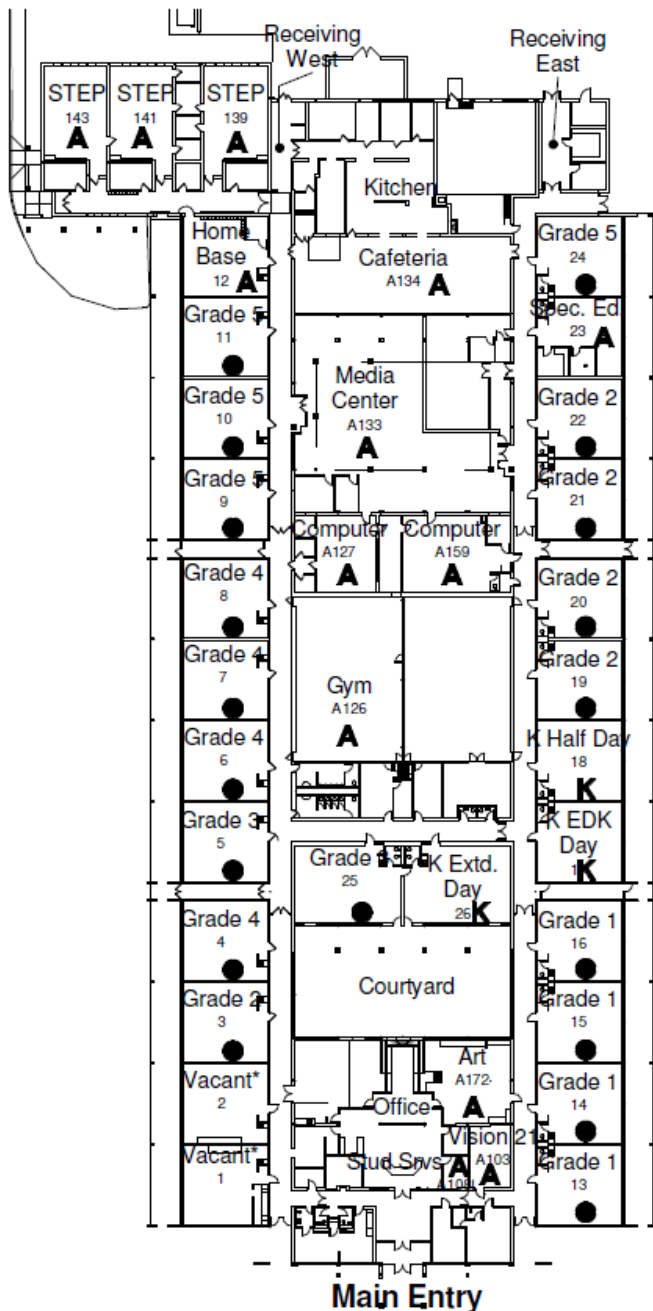 Receiving
West
Receiving
East
STEP
143
A
STEP
141
A
STEP
139
A
Kitchen
Home
Base
12 A
Cafeteria
A134 A
Grade 5
24
Grade 5
11
Spec. Ed.
23 A
Grade 5
10
Media
Center
A133
A
Grade 2
22
Grade 5
9
Grade 2
21
Computer
A127
A
Computer
A159
A
Grade 4
8
Grade 2
20
Grade 4
7
Gym
A126
A
Grade 2
19
Grade 4
6
K Half Day
18
K
Grade 3
5
K EDK
Day
K
Grade
25
K Extd.
Day
26 K
Grade 4
4
Grade 1
16
Grade 2
3
Courtyard
Grade 1
15
Vacant*
2
Art
A172
A
Grade 1
14
Office
Vacant*
1
Stud Srvs
A
Vision 21
A103
A
Grade 1
13
Main Entry